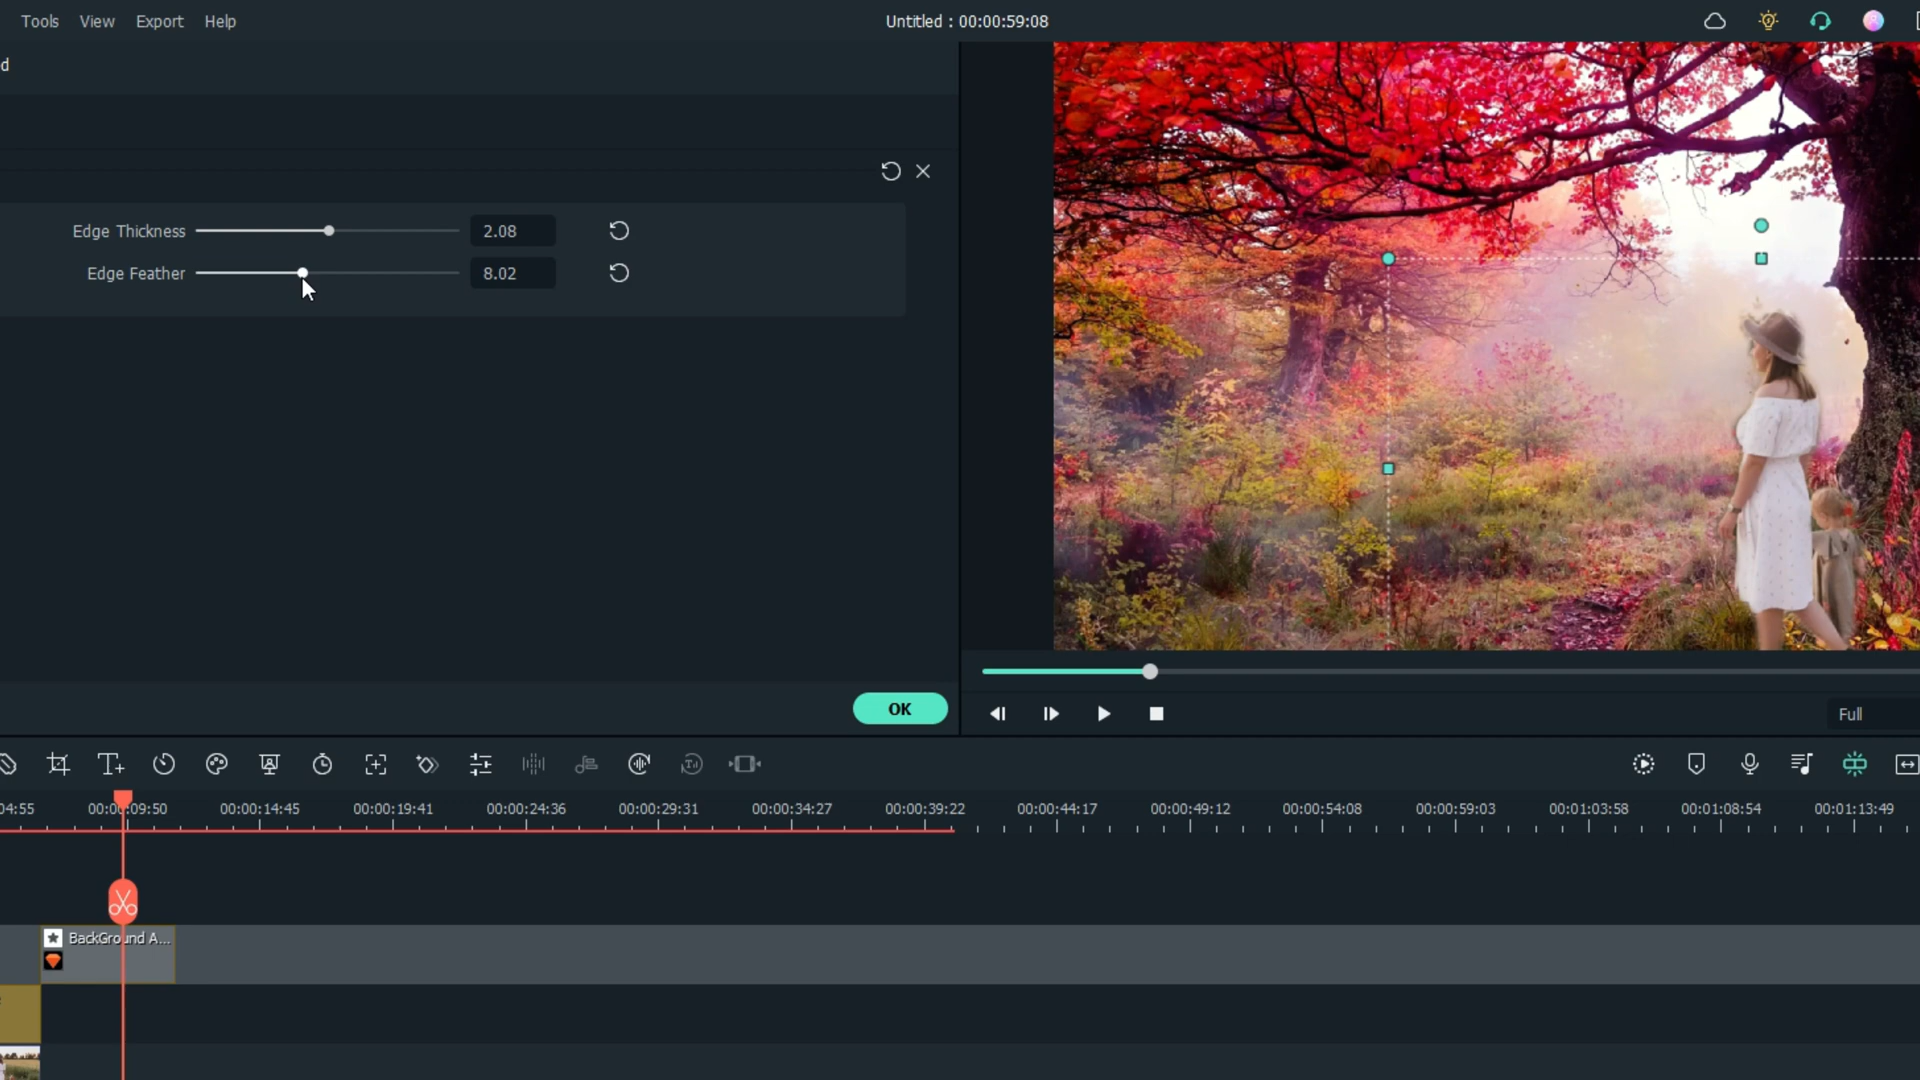 Tools View Export Help
Untitled : 00:00:59:08
d
Edge Thickness 2.08
Edge Feather 8.02
OK
Full
04:55 00:00:09:50 00:00:14:45 00:00:19:41 00:00:24:36 00:00:29:31 00:00:34:27 00:00:39:22 00:00:44:17 00:00:49:12 00:00:54:08 00:00:59:03 00:01:03:58 00:01:08:54 00:01:13:49
BackGround A...